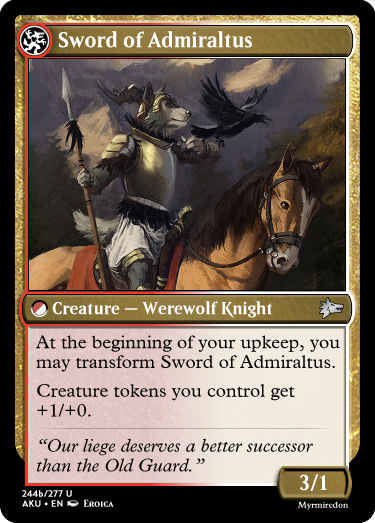 Sword of Admiraltus
Creature — Werewolf Knight
At the beginning of your upkeep, you
may transform Sword of Admiraltus.
Creature tokens you control get
+1/+0.
“Our liege deserves a better successor
than the Old Guard.”
3/1
244b/277 U
AKU • EN Eroica
Myrmiredon